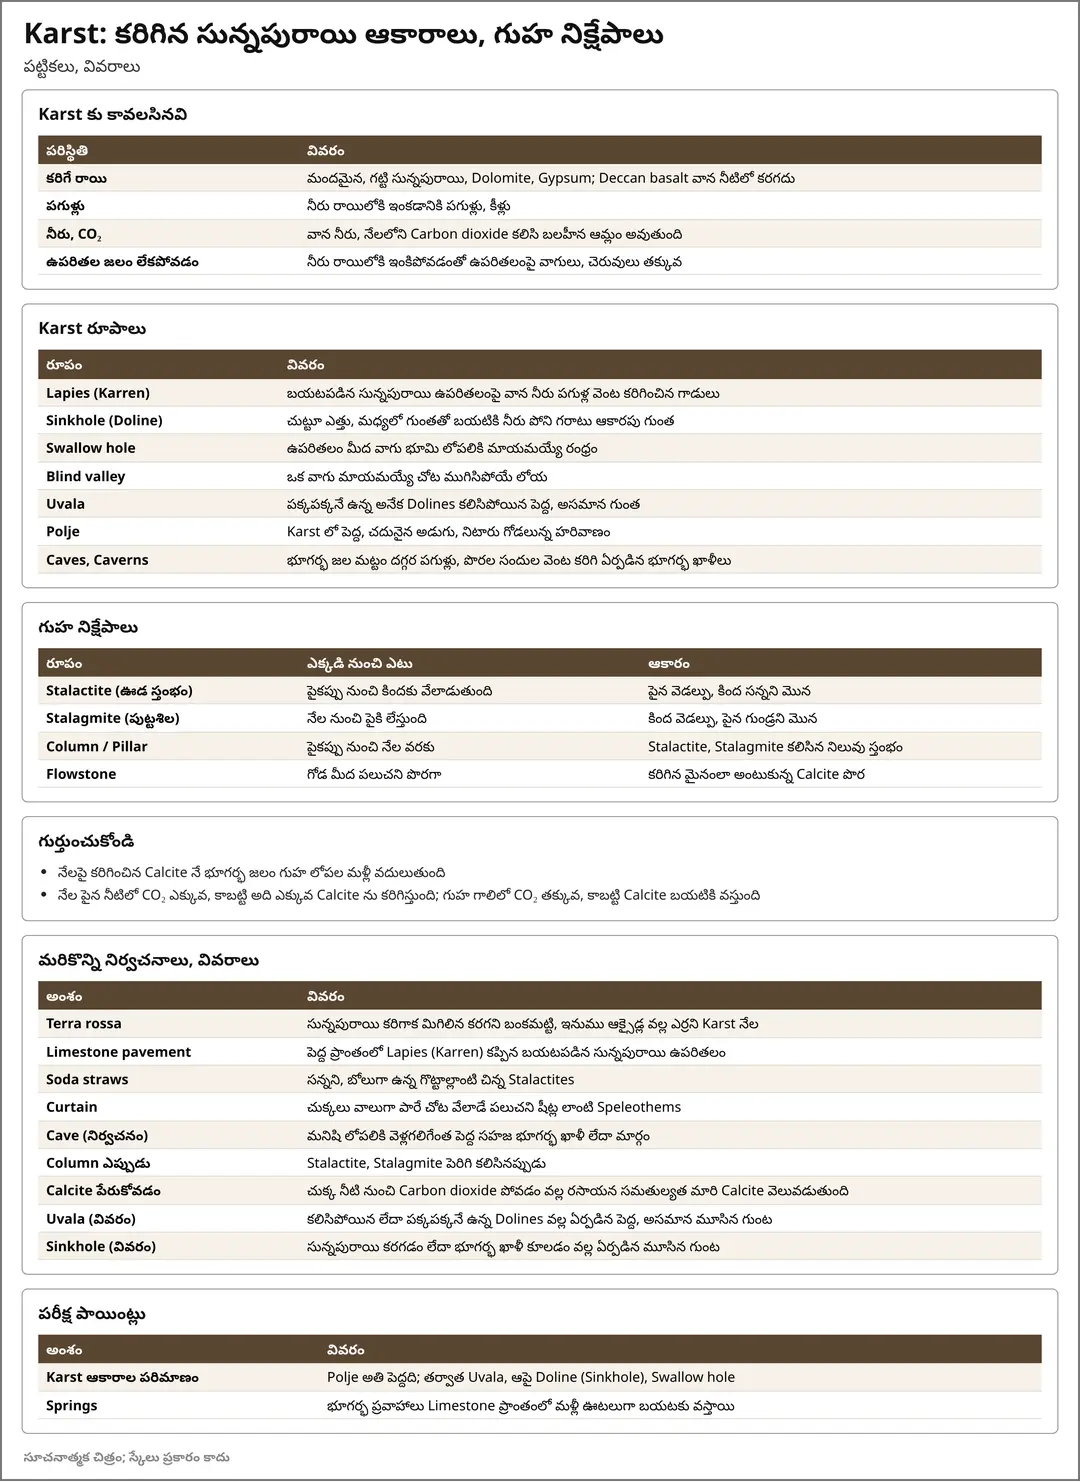 Karst: కరిగిన సున్నపురాయి ఆకారాలు, గుహ నిక్షేపాలు
పట్టికలు, వివరాలు
Karst కు కావలసినవి
పరిస్థితి వివరం
కరిగే రాయి మందమైన, గట్టి సున్నపురాయి, Dolomite, Gypsum; Deccan basalt వాన నీటిలో కరగదు
పగుళ్లు నీరు రాయిలోకి ఇంకడానికి పగుళ్లు, కీళ్లు
నీరు, CO₂ వాన నీరు, నేలలోని Carbon dioxide కలిసి బలహీన ఆమ్లం అవుతుంది
ఉపరితల జలం లేకపోవడం నీరు రాయిలోకి ఇంకిపోవడంతో ఉపరితలంపై వాగులు, చెరువులు తక్కువ
Karst రూపాలు
రూపం వివరం
Lapies (Karren) బయటపడిన సున్నపురాయి ఉపరితలంపై వాన నీరు పగుళ్ల వెంట కరిగించిన గాడులు
Sinkhole (Doline) చుట్టూ ఎత్తు, మధ్యలో గుంతతో బయటికి నీరు పోని గరాటు ఆకారపు గుంత
Swallow hole ఉపరితలం మీద వాగు భూమి లోపలికి మాయమయ్యే రంధ్రం
Blind valley ఒక వాగు మాయమయ్యే చోట ముగిసిపోయే లోయ
Uvala పక్కపక్కనే ఉన్న అనేక Dolines కలిసిపోయిన పెద్ద, అసమాన గుంత
Polje Karst లో పెద్ద, చదునైన అడుగు, నిటారు గోడలున్న హరివాణం
Caves, Caverns భూగర్భ జల మట్టం దగ్గర పగుళ్లు, పొరల సందుల వెంట కరిగి ఏర్పడిన భూగర్భ ఖాళీలు
గుహ నిక్షేపాలు
రూపం ఎక్కడి నుంచి ఎటు ఆకారం
Stalactite (ఊడ స్తంభం) పైకప్పు నుంచి కిందకు వేలాడుతుంది పైన వెడల్పు, కింద సన్నని మొన
Stalagmite (పుట్టశిల) నేల నుంచి పైకి లేస్తుంది కింద వెడల్పు, పైన గుండ్రని మొన
Column / Pillar పైకప్పు నుంచి నేల వరకు Stalactite, Stalagmite కలిసిన నిలువు స్తంభం
Flowstone గోడ మీద పలుచని పొరగా కరిగిన మైనంలా అంటుకున్న Calcite పొర
గుర్తుంచుకోండి
• నేలపై కరిగించిన Calcite నే భూగర్భ జలం గుహ లోపల మళ్లీ వదులుతుంది
• నేల పైన నీటిలో CO₂ ఎక్కువ, కాబట్టి అది ఎక్కువ Calcite ను కరిగిస్తుంది; గుహ గాలిలో CO₂ తక్కువ, కాబట్టి Calcite బయటికి వస్తుంది
మరికొన్ని నిర్వచనాలు, వివరాలు
అంశం వివరం
Terra rossa సున్నపురాయి కరిగాక మిగిలిన కరగని బంకమట్టి, ఇనుము ఆక్సైడ్ల వల్ల ఎర్రని Karst నేల
Limestone pavement పెద్ద ప్రాంతంలో Lapies (Karren) కప్పిన బయటపడిన సున్నపురాయి ఉపరితలం
Soda straws సన్నని, బోలుగా ఉన్న గొట్టాల్లాంటి చిన్న Stalactites
Curtain చుక్కలు వాలుగా పారే చోట వేలాడే పలుచని షీట్ల లాంటి Speleothems
Cave (నిర్వచనం) మనిషి లోపలికి వెళ్లగలిగేంత పెద్ద సహజ భూగర్భ ఖాళీ లేదా మార్గం
Column ఎప్పుడు Stalactite, Stalagmite పెరిగి కలిసినప్పుడు
Calcite పేరుకోవడం చుక్క నీటి నుంచి Carbon dioxide పోవడం వల్ల రసాయన సమతుల్యత మారి Calcite వెలువడుతుంది
Uvala (వివరం) కలిసిపోయిన లేదా పక్కపక్కనే ఉన్న Dolines వల్ల ఏర్పడిన పెద్ద, అసమాన మూసిన గుంట
Sinkhole (వివరం) సున్నపురాయి కరగడం లేదా భూగర్భ ఖాళీ కూలడం వల్ల ఏర్పడిన మూసిన గుంట
పరీక్ష పాయింట్లు
అంశం వివరం
Karst ఆకారాల పరిమాణం Polje అతి పెద్దది; తర్వాత Uvala, ఆపై Doline (Sinkhole), Swallow hole
Springs భూగర్భ ప్రవాహాలు Limestone ప్రాంతంలో మళ్లీ ఊటలుగా బయటకు వస్తాయి
సూచనాత్మక చిత్రం; స్కేలు ప్రకారం కాదు